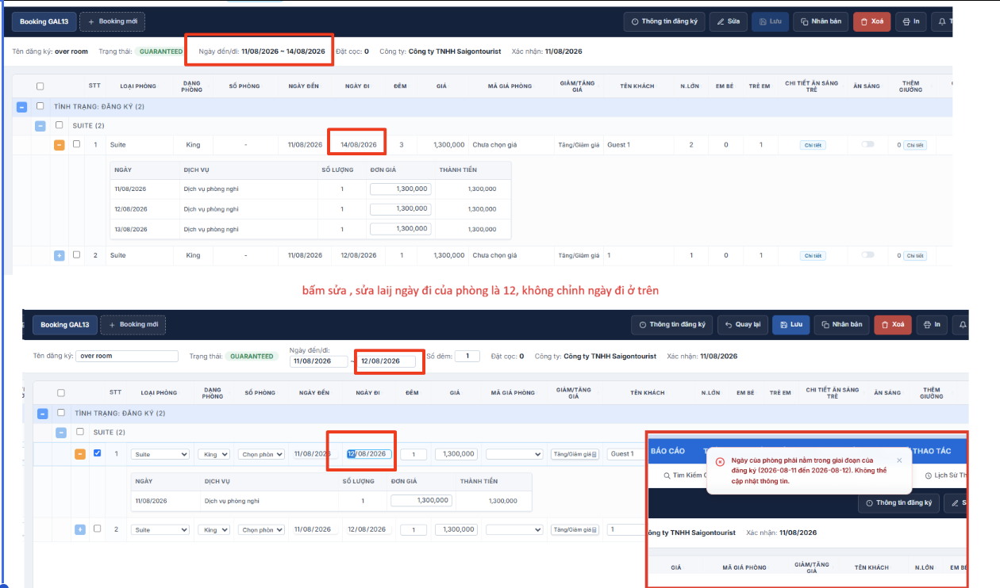 Booking GAL13 + Booking mới Thông tin đăng ký Sửa Lưu Nhân bản Xoá In
Tên đăng ký: over room Trạng thái: GUARANTEED Ngày đến/đi: 11/08/2026 ~ 14/08/2026 Đặt cọc: 0 Công ty: Công ty TNHH Saigontourist Xác nhận: 11/08/2026
STT LOẠI PHÒNG DẠNG PHÒNG SỐ PHÒNG NGÀY ĐẾN NGÀY ĐI ĐÊM GIÁ MÃ GIÁ PHÒNG GIẢM/TĂNG GIÁ TÊN KHÁCH N.LỚN EM BÉ TRẺ EM CHI TIẾT ĂN SÁNG TRẺ ĂN SÁNG THÊM GIƯỜNG
TÌNH TRẠNG: ĐĂNG KÝ (2)
SUITE (2)
1 Suite King - 11/08/2026 14/08/2026 3 1,300,000 Chưa chọn giá Tăng/Giảm giá Guest 1 2 0 1 Chi tiết 0 Chi tiết
NGÀY DỊCH VỤ SỐ LƯỢNG ĐƠN GIÁ THÀNH TIỀN
11/08/2026 Dịch vụ phòng nghỉ 1 1,300,000 1,300,000
12/08/2026 Dịch vụ phòng nghỉ 1 1,300,000 1,300,000
13/08/2026 Dịch vụ phòng nghỉ 1 1,300,000 1,300,000
2 Suite King - 11/08/2026 12/08/2026 1 1,300,000 Chưa chọn giá Tăng/Giảm giá 1 1 0 1 Chi tiết 0 Chi tiết
bấm sửa , sửa laij ngày đi của phòng là 12, không chỉnh ngày đi ở trên
Booking GAL13 + Booking mới Thông tin đăng ký Quay lại Lưu Nhân bản Xoá In
Tên đăng ký: over room Trạng thái: GUARANTEED Ngày đến/đi: 11/08/2026 ~ 12/08/2026 Số đêm: 1 Đặt cọc: 0 Công ty: Công ty TNHH Saigontourist Xác nhận: 11/08/2026
STT LOẠI PHÒNG DẠNG PHÒNG SỐ PHÒNG NGÀY ĐẾN NGÀY ĐI ĐÊM GIÁ MÃ GIÁ PHÒNG GIẢM/TĂNG GIÁ TÊN KHÁCH N.LỚN EM BÉ TRẺ EM CHI TIẾT ĂN SÁNG TRẺ ĂN SÁNG THÊM GIƯỜNG
TÌNH TRẠNG: ĐĂNG KÝ (2)
SUITE (2)
1 Suite King Chọn phòn 11/08/2026 12/08/2026 1 1,300,000 Tăng/Giảm giá Guest 1
NGÀY DỊCH VỤ SỐ LƯỢNG ĐƠN GIÁ THÀNH TIỀN
11/08/2026 Dịch vụ phòng nghỉ 1 1,300,000 1,300,000
2 Suite King Chọn phòn 11/08/2026 12/08/2026 1 1,300,000 Tăng/Giảm giá 1
BÁO CÁO THAO TÁC
Ngày của phòng phải nằm trong giai đoạn của
đăng ký (2026-08-11 đến 2026-08-12). Không thể
cập nhật thông tin.
Tìm Kiếm Lịch Sử
Thông tin đăng ký
TNHH Saigontourist Xác nhận: 11/08/2026
GIÁ MÃ GIÁ PHÒNG GIẢM/TĂNG GIÁ TÊN KHÁCH N.LỚN